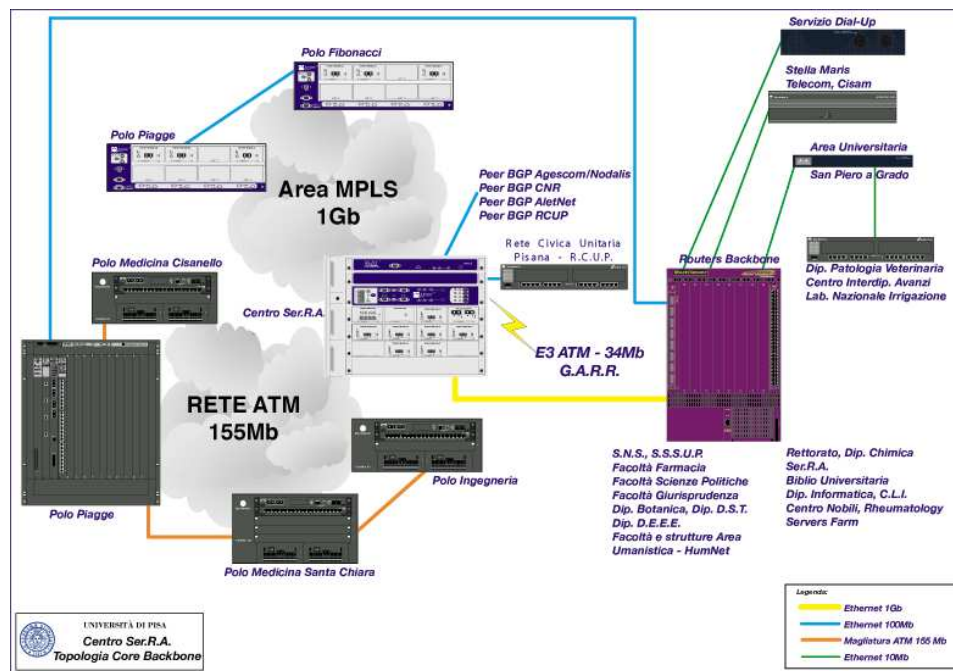 Servizio Dial-Up
Polo Fibonacci
Stella Maris
Telecom, Cisam
Polo Piagge
Area Universitaria
San Piero a Grado
Area MPLS
1Gb
Peer BGP Agescom/Nodalis
Peer BGP CNR
Peer BGP AletNet
Peer BGP RCUP
Rete Civica Unitaria
Pisana - R.C.U.P.
Routers Backbone
Polo Medicina Cisanello
Dip. Patologia Veterinaria
Centro Interdip. Avanzi
Lab. Nazionale Irrigazione
Centro Ser.R.A.
E3 ATM - 34Mb
G.A.R.R.
RETE ATM
155Mb
Polo Ingegneria
Polo Piagge
Polo Medicina Santa Chiara
S.N.S., S.S.S.U.P.
Facoltà Farmacia
Facoltà Scienze Politiche
Facoltà Giurisprudenza
Dip. Botanica, Dip. D.S.T.
Dip. D.E.E.E.
Facoltà e strutture Area
Umanistica - HumNet
Rettorato, Dip. Chimica
Ser.R.A.
Biblio Universitaria
Dip. Informatica, C.L.I.
Centro Nobili, Rheumatology
Servers Farm
Legenda:
Ethernet 1Gb
Ethernet 100Mb
Magliatura ATM 155 Mb
Ethernet 10Mb
UNIVERSITÀ DI PISA
Centro Ser.R.A.
Topologia Core Backbone